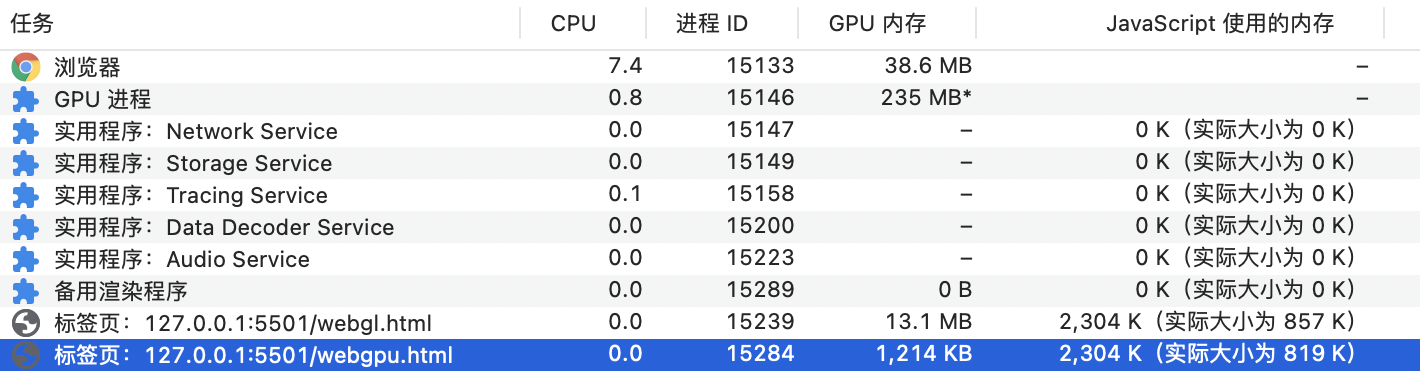 任务 CPU 进程 ID GPU 内存 JavaScript 使用的内存
浏览器 7.4 15133 38.6 MB –
GPU 进程 0.8 15146 235 MB* –
实用程序：Network Service 0.0 15147 – 0 K（实际大小为 0 K）
实用程序：Storage Service 0.0 15149 – 0 K（实际大小为 0 K）
实用程序：Tracing Service 0.1 15158 – 0 K（实际大小为 0 K）
实用程序：Data Decoder Service 0.0 15200 – 0 K（实际大小为 0 K）
实用程序：Audio Service 0.0 15223 – 0 K（实际大小为 0 K）
备用渲染程序 0.0 15289 0 B 0 K（实际大小为 0 K）
标签页：127.0.0.1:5501/webgl.html 0.0 15239 13.1 MB 2,304 K（实际大小为 857 K）
标签页：127.0.0.1:5501/webgpu.html 0.0 15284 1,214 KB 2,304 K（实际大小为 819 K）